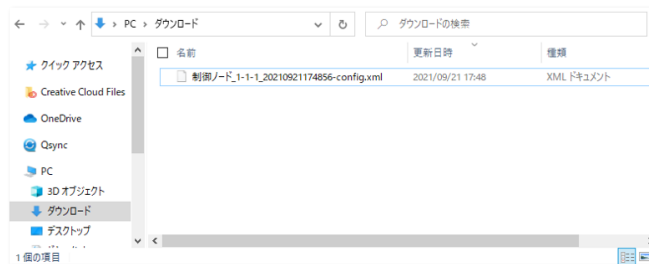 PC › ダウンロード
ダウンロードの検索
名前 更新日時 種類
制御ノード_1-1-1_20210921174856-config.xml 2021/09/21 17:48 XML ドキュメント
クイック アクセス
Creative Cloud Files
OneDrive
Qsync
PC
3D オブジェクト
ダウンロード
デスクトップ
1 個の項目